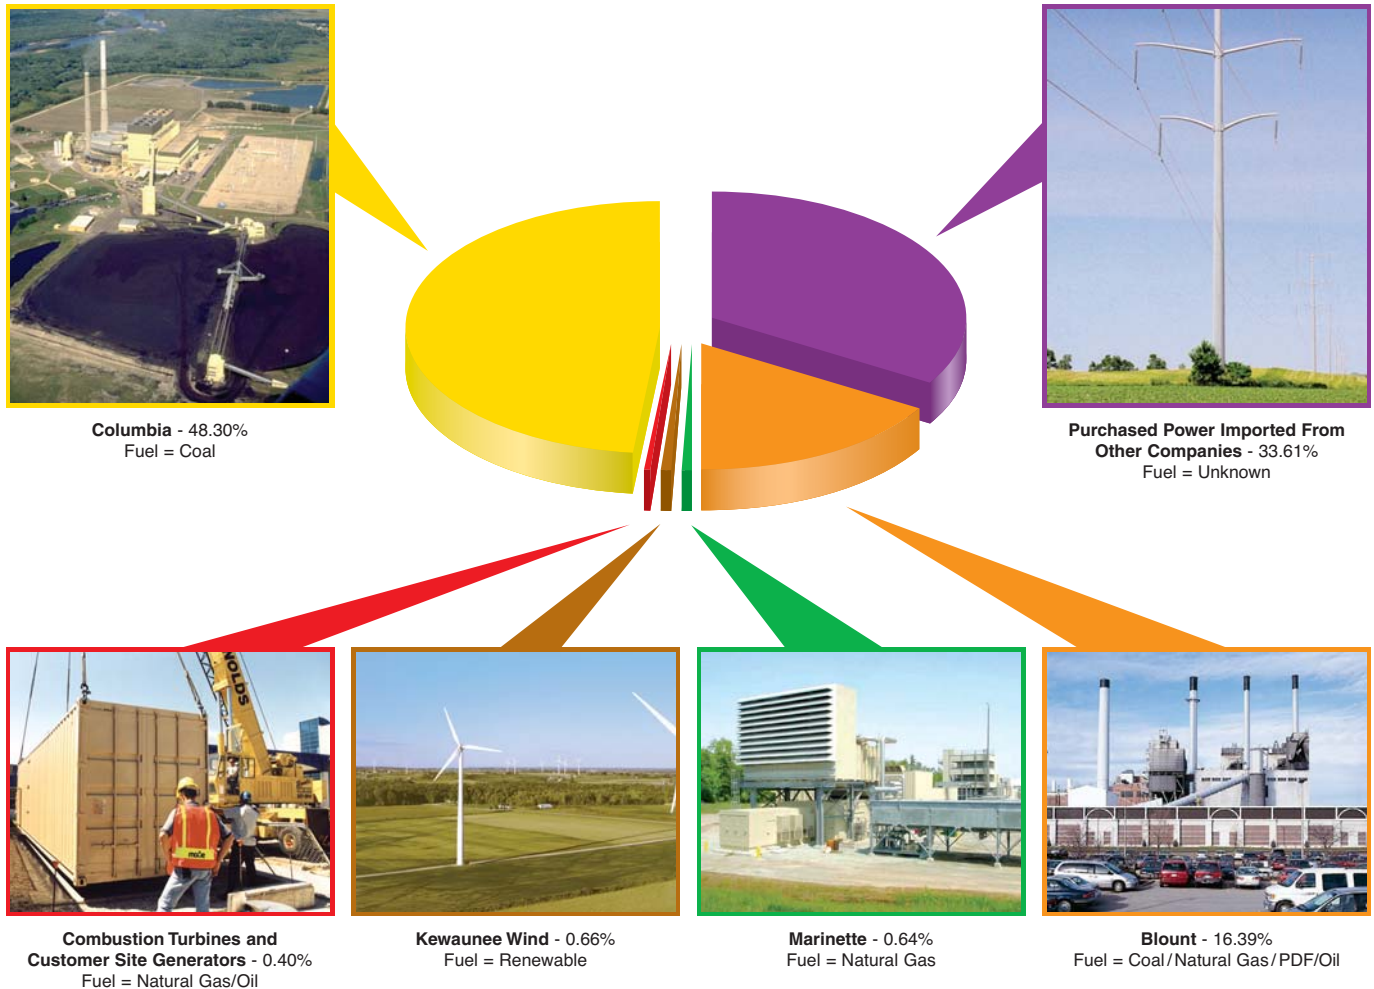 Columbia - 48.30%
Fuel = Coal
Purchased Power Imported From
Other Companies - 33.61%
Fuel = Unknown
NOLDS
mge
Combustion Turbines and
Customer Site Generators - 0.40%
Fuel = Natural Gas/Oil
Kewaunee Wind - 0.66%
Fuel = Renewable
Marinette - 0.64%
Fuel = Natural Gas
Blount - 16.39%
Fuel = Coal/Natural Gas/PDF/Oil